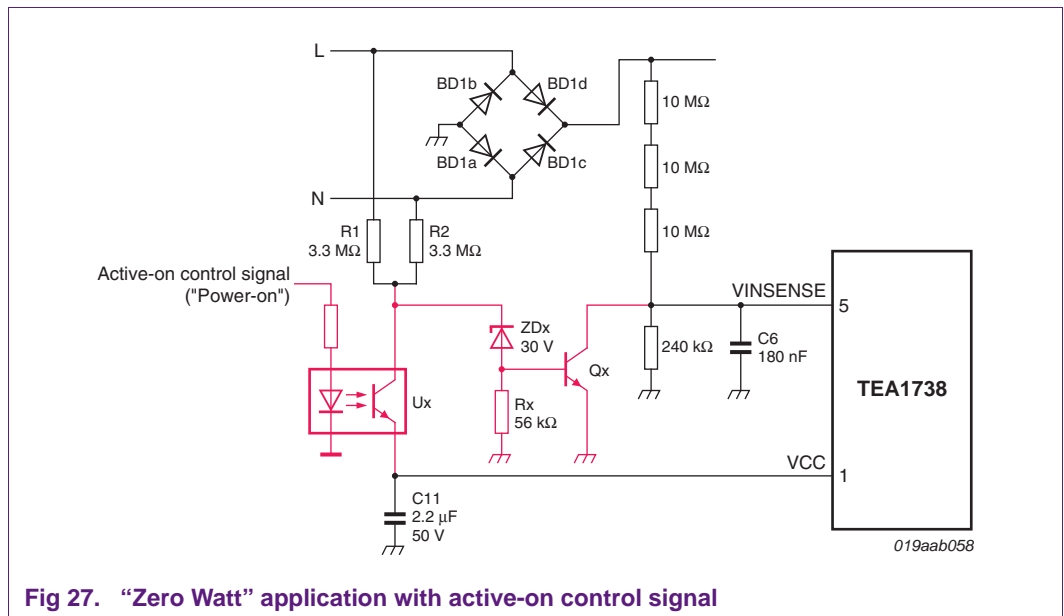 L
BD1b
BD1d
BD1a
BD1c
10 MΩ
10 MΩ
10 MΩ
N
R1
3.3 MΩ
R2
3.3 MΩ
Active-on control signal
("Power-on")
VINSENSE
5
ZDx
30 V
Qx
240 kΩ
C6
180 nF
TEA1738
Ux
Rx
56 kΩ
VCC
1
C11
2.2 μF
50 V
019aab058
Fig 27. “Zero Watt” application with active-on control signal